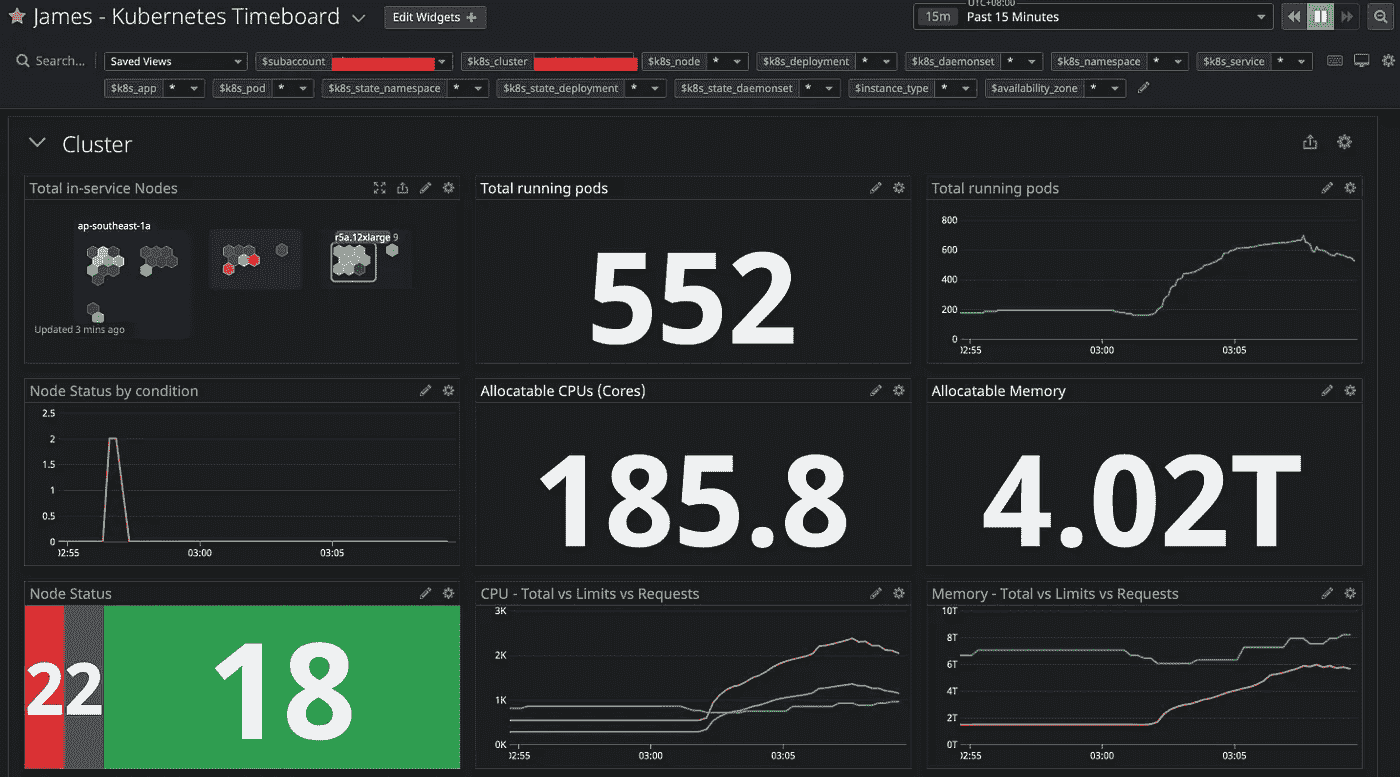 James - Kubernetes Timeboard Edit Widgets +
UTC+08:00
15m Past 15 Minutes
Search... Saved Views $subaccount $k8s_cluster $k8s_node * $k8s_deployment * $k8s_daemonset * $k8s_namespace * $k8s_service *
$k8s_app * $k8s_pod * $k8s_state_namespace * $k8s_state_deployment * $k8s_state_daemonset * $instance_type * $availability_zone *
Cluster
Total in-service Nodes
ap-southeast-1a
r5a.12xlarge 9
Updated 3 mins ago
Total running pods
552
Total running pods
800
600
400
200
0
02:55 03:00 03:05
Node Status by condition
2.5
2
1.5
1
0.5
0
02:55 03:00 03:05
Allocatable CPUs (Cores)
185.8
Allocatable Memory
4.02T
Node Status
2 2 18
CPU - Total vs Limits vs Requests
3K
2K
1K
0K
02:55 03:00 03:05
Memory - Total vs Limits vs Requests
10T
8T
6T
4T
2T
0T
02:55 03:00 03:05